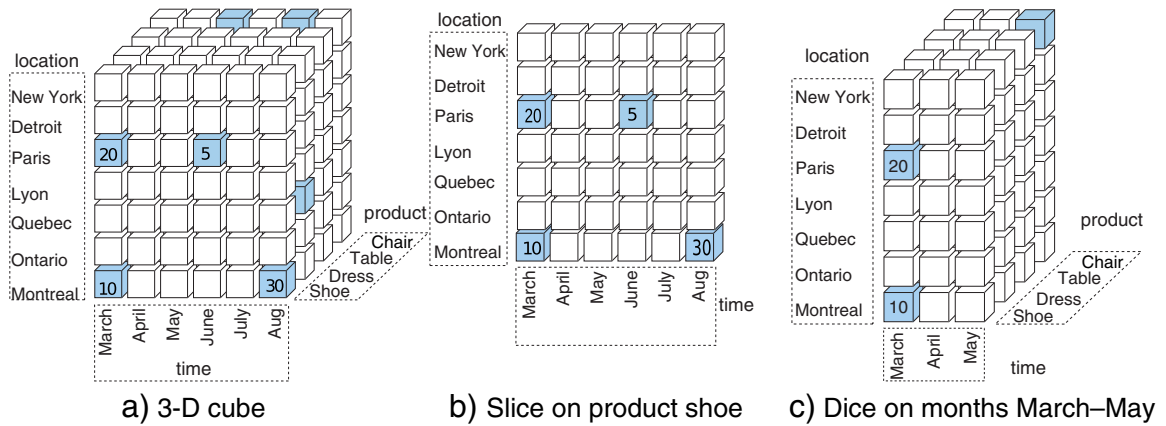 location
New York
Detroit
Paris
Lyon
Quebec
Ontario
Montreal
20
5
10
30
product
Chair
Table
Dress
Shoe
March
April
May
June
July
Aug
time
a) 3-D cube
location
New York
Detroit
Paris
Lyon
Quebec
Ontario
Montreal
20
5
10
30
March
April
May
June
July
Aug
time
b) Slice on product shoe
location
New York
Detroit
Paris
Lyon
Quebec
Ontario
Montreal
20
10
product
Chair
Table
Dress
Shoe
March
April
May
time
c) Dice on months March–May